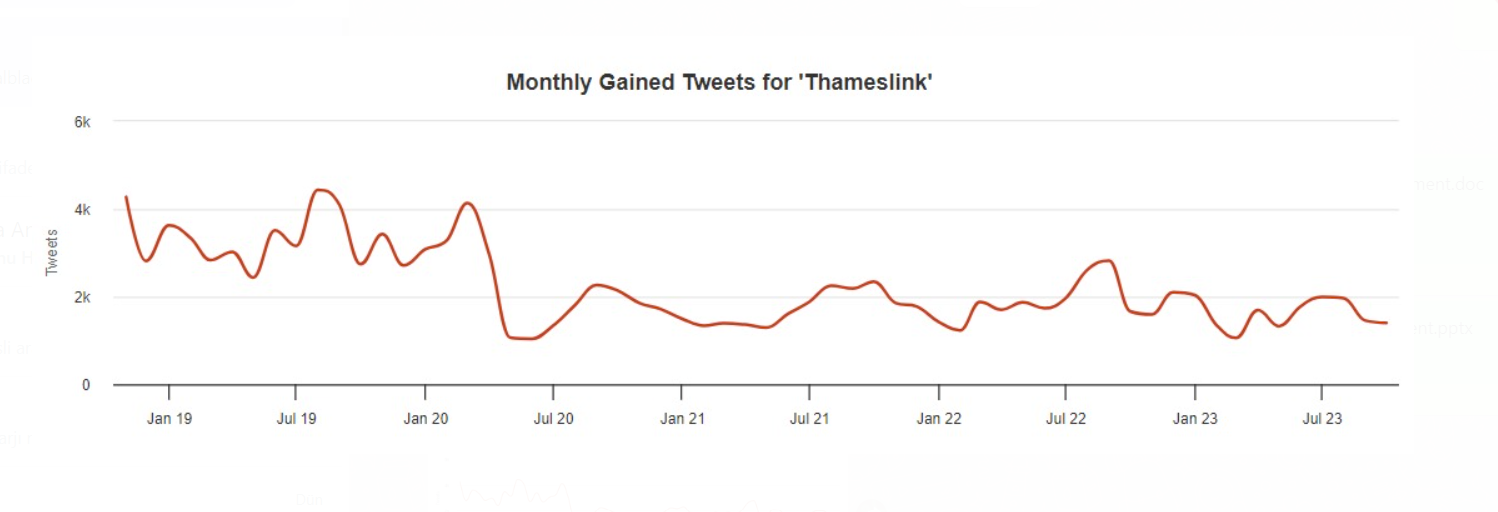 Monthly Gained Tweets for 'Thameslink'
6k
4k
2k
0
Tweets
Jan 19 Jul 19 Jan 20 Jul 20 Jan 21 Jul 21 Jan 22 Jul 22 Jan 23 Jul 23